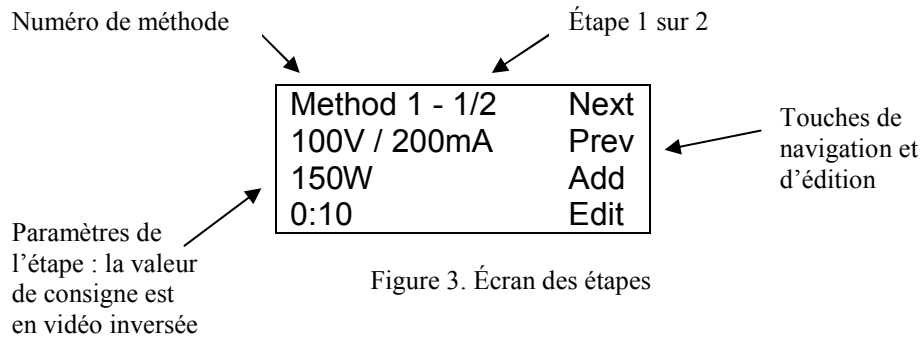 Numéro de méthode
Étape 1 sur 2
Method 1 - 1/2 Next
100V / 200mA Prev
150W Add
0:10 Edit
Touches de
navigation et
d’édition
Paramètres de
l’étape : la valeur
de consigne est
en vidéo inversée
Figure 3. Écran des étapes